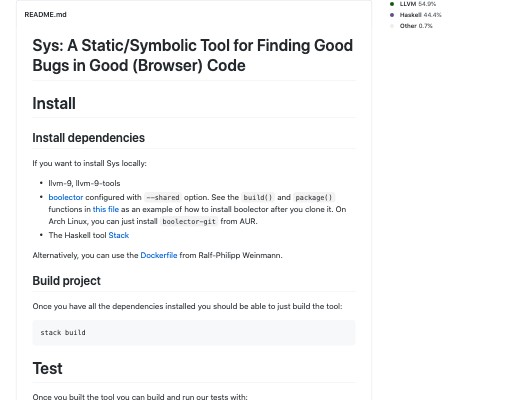 README.md
Sys: A Static/Symbolic Tool for Finding Good
Bugs in Good (Browser) Code
Install
Install dependencies
If you want to install Sys locally:
• llvm-9, llvm-9-tools
• boolector configured with --shared option. See the build() and package()
functions in this file as an example of how to install boolector after you clone it. On
Arch Linux, you can just install boolector-git from AUR.
• The Haskell tool Stack
Alternatively, you can use the Dockerfile from Ralf-Philipp Weinmann.
Build project
Once you have all the dependencies installed you should be able to just build the tool:
stack build
Test
Once you built the tool you can build and run our tests with:
LLVM 54.9%
Haskell 44.4%
Other 0.7%